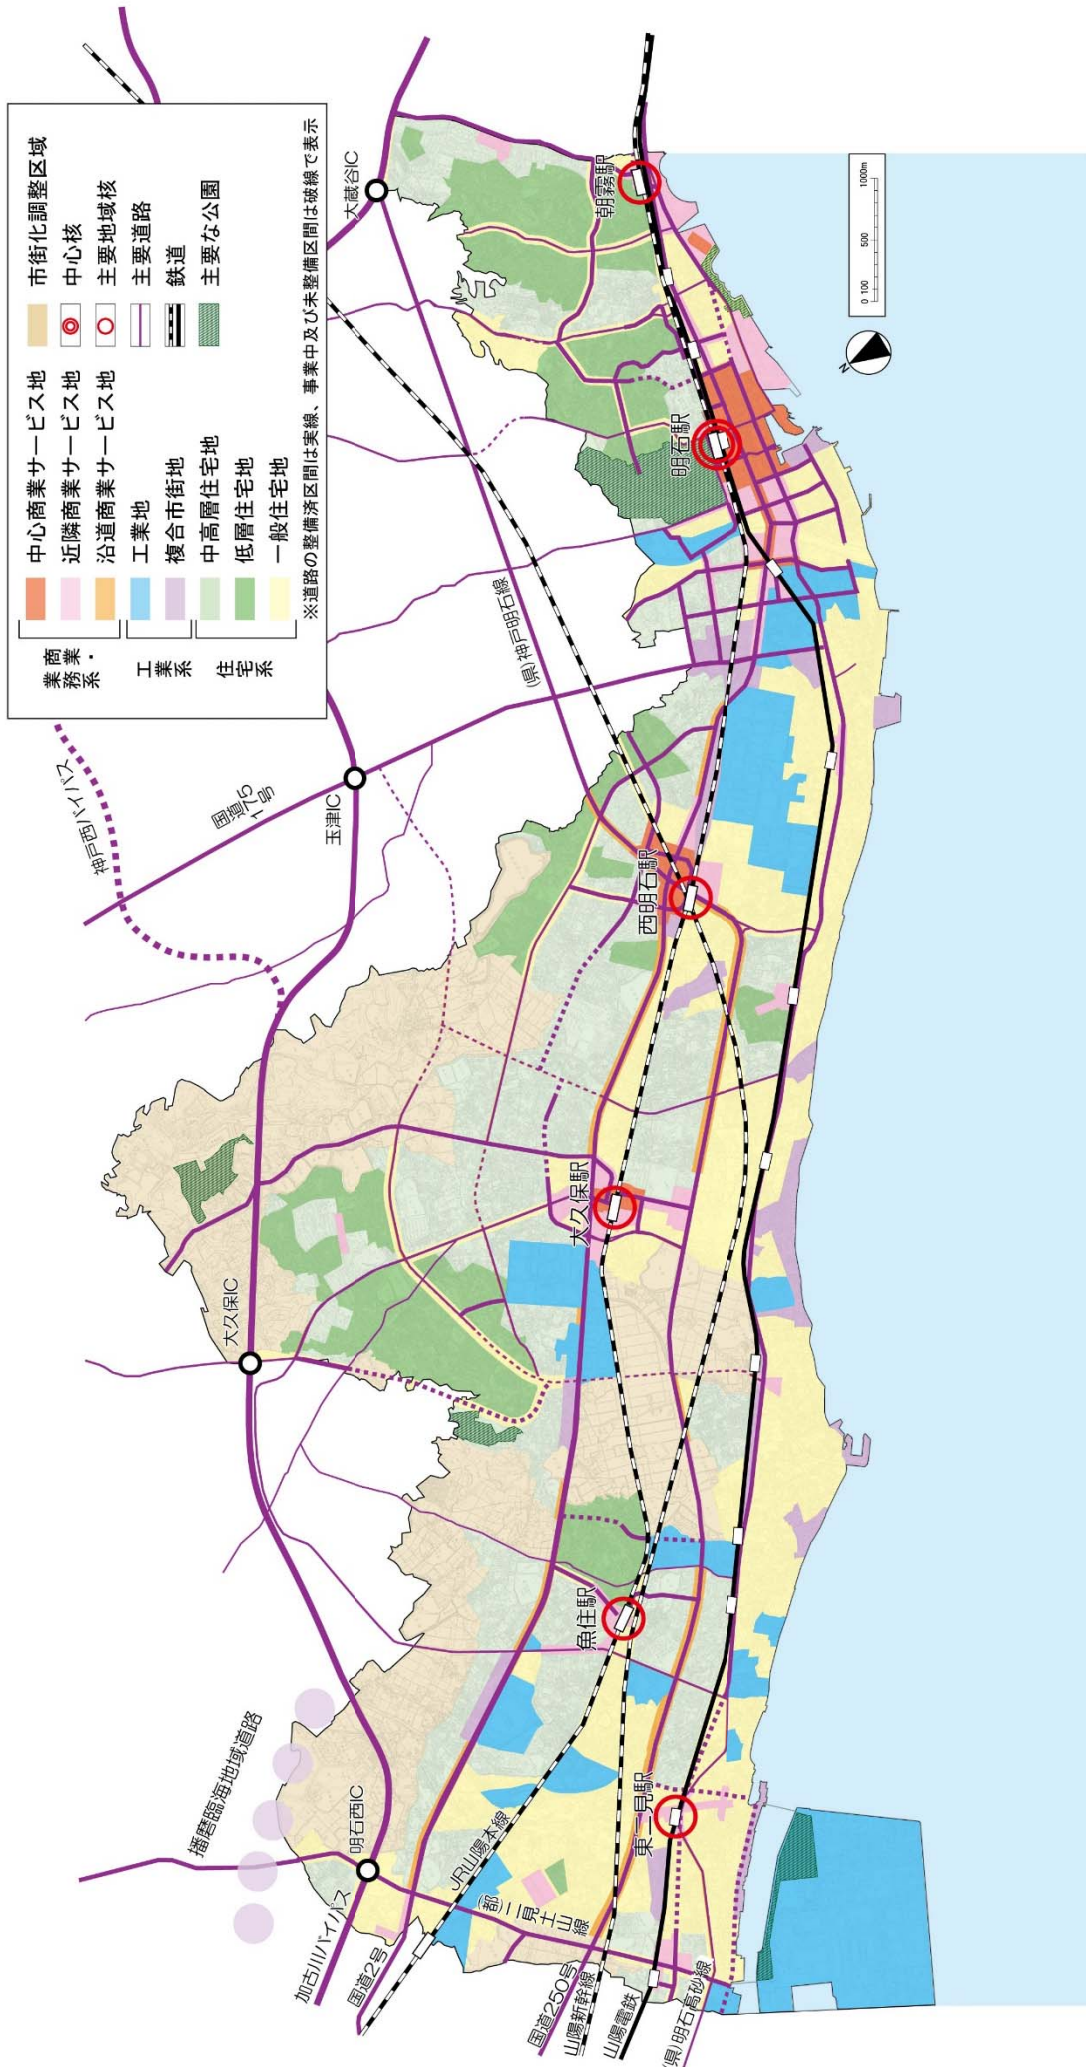 業務系・商業
中心商業サービス地
近隣商業サービス地
沿道商業サービス地
工業系
工業地
複合市街地
住宅系
中高層住宅地
低層住宅地
一般住宅地
市街化調整区域
中心核
主要地域核
主要道路
鉄道
主要な公園
※道路の整備済区間は実線、事業中及び未整備区間は破線で表示
播磨臨海地域道路
明石西IC
加古川バイパス
国道2号
JR山陽本線
(都)二見土山線
国道250号
山陽新幹線
山陽電鉄
(県)明石高砂線
東二見駅
魚住駅
大久保IC
大久保駅
神戸西バイパス
国道175号
玉津IC
西明石駅
(県)神戸明石線
明石駅
大蔵谷IC
朝霧駅
N
0 100 500 1000m